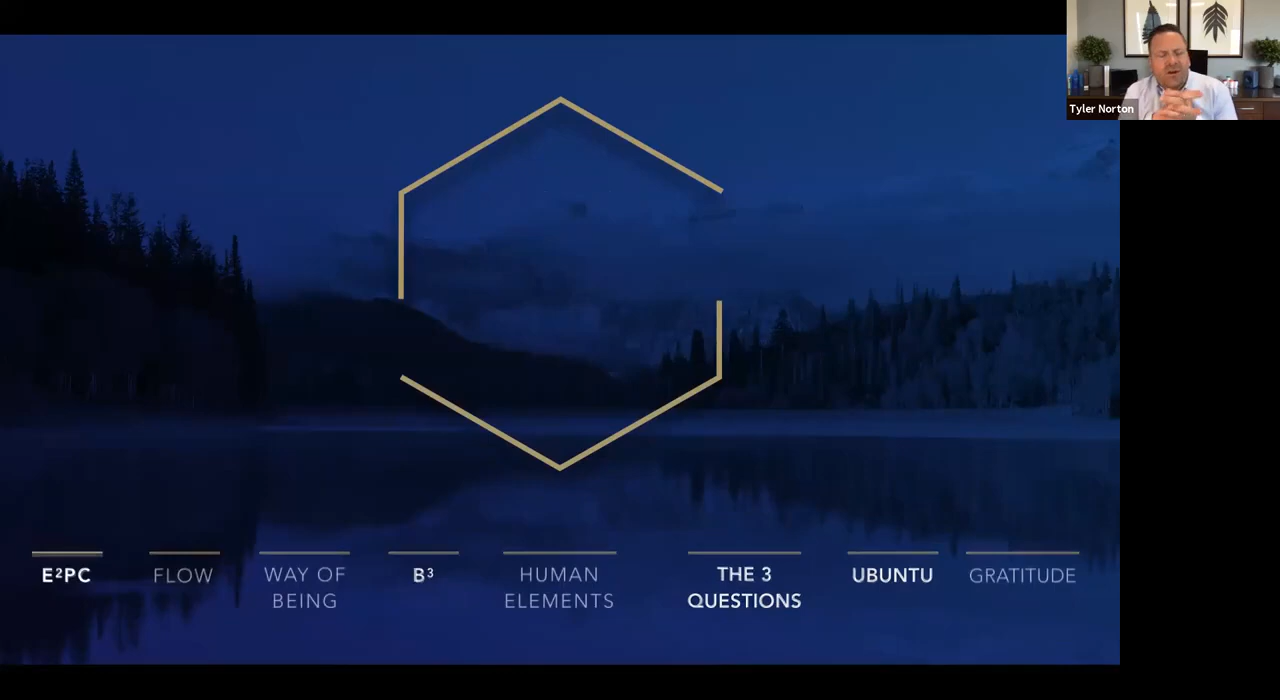 Tyler Norton
E²PC
FLOW
WAY OF
BEING
B³
HUMAN
ELEMENTS
THE 3
QUESTIONS
UBUNTU
GRATITUDE